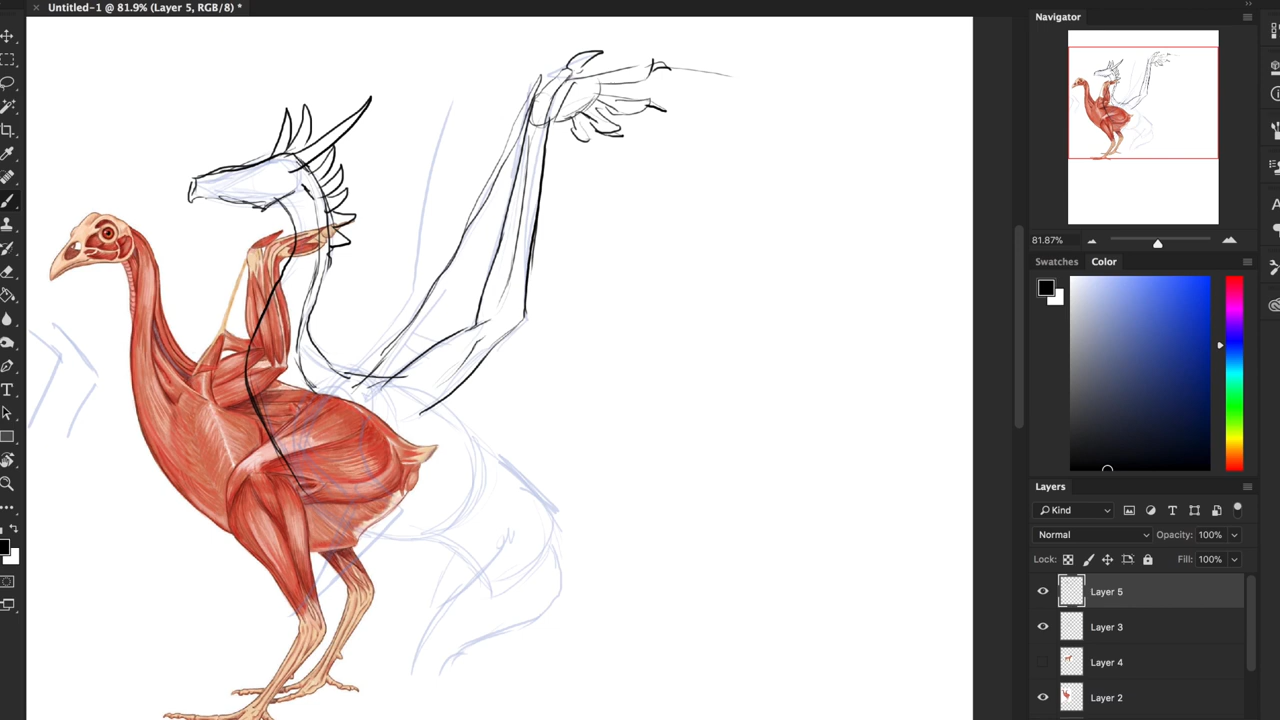 Untitled-1 @ 81.9% (Layer 5, RGB/8) *
Navigator
81.87%
Swatches Color
Layers
Kind
Normal Opacity: 100%
Lock: Fill: 100%
Layer 5
Layer 3
Layer 4
Layer 2